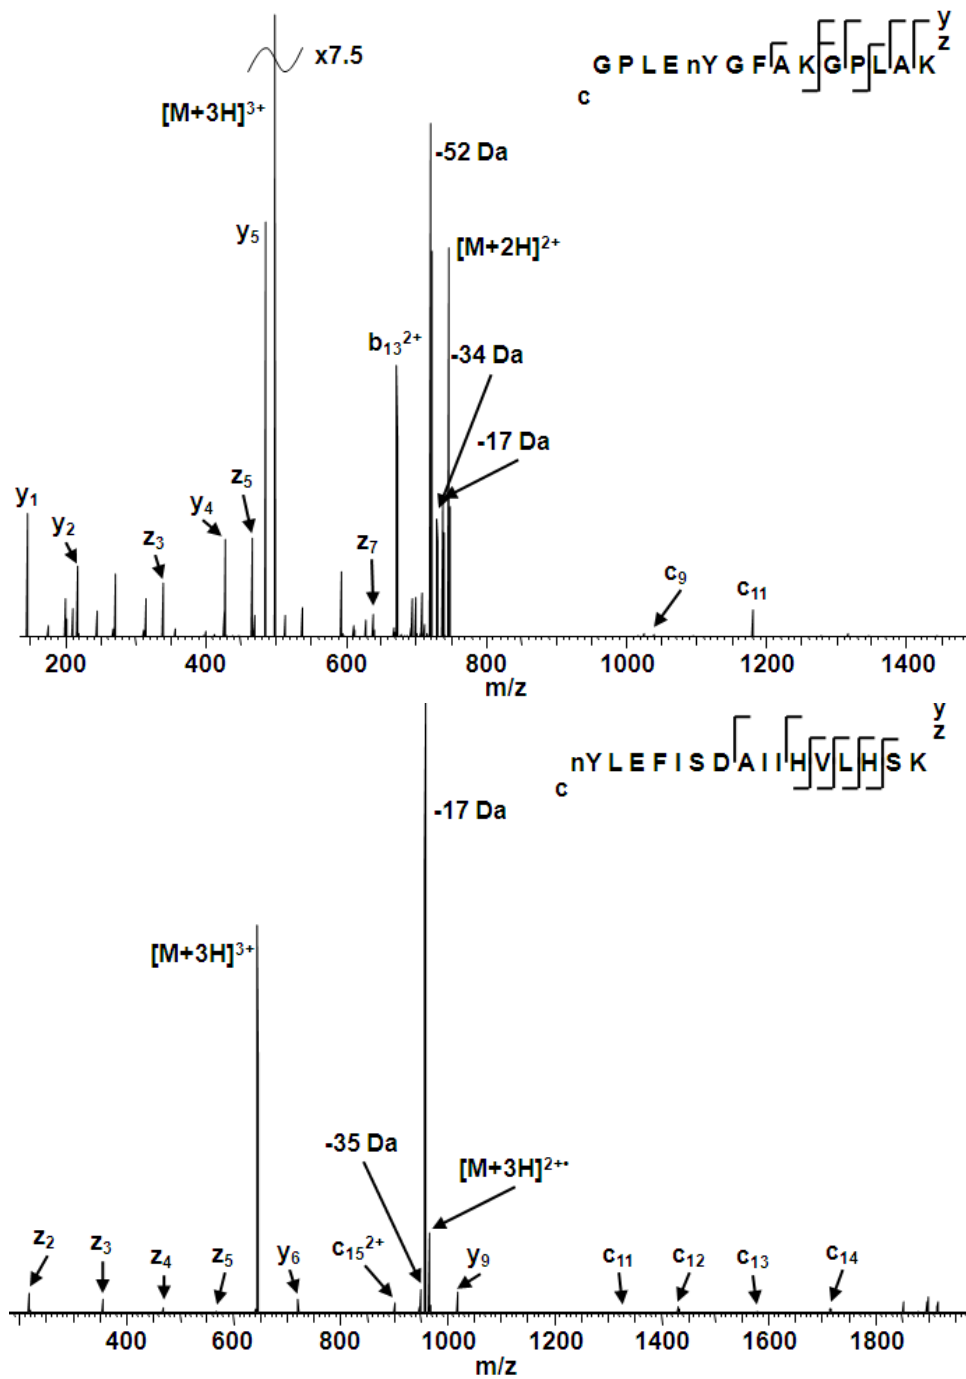 x7.5
y
z
G P L E nY G F A K G P L A K
c
[M+3H]3+
-52 Da
y5
[M+2H]2+
b13 2+
-34 Da
-17 Da
z5
y1
y2
y4
z3
z7
c9
c11
200 400 600 800 1000 1200 1400
m/z
y
z
nY L E F I S D A I I H V L H S K
c
-17 Da
[M+3H]3+
-35 Da
[M+3H]2+•
z2
z3
z4
z5
y6
c15 2+
y9
c11
c12
c13
c14
400 600 800 1000 1200 1400 1600 1800
m/z